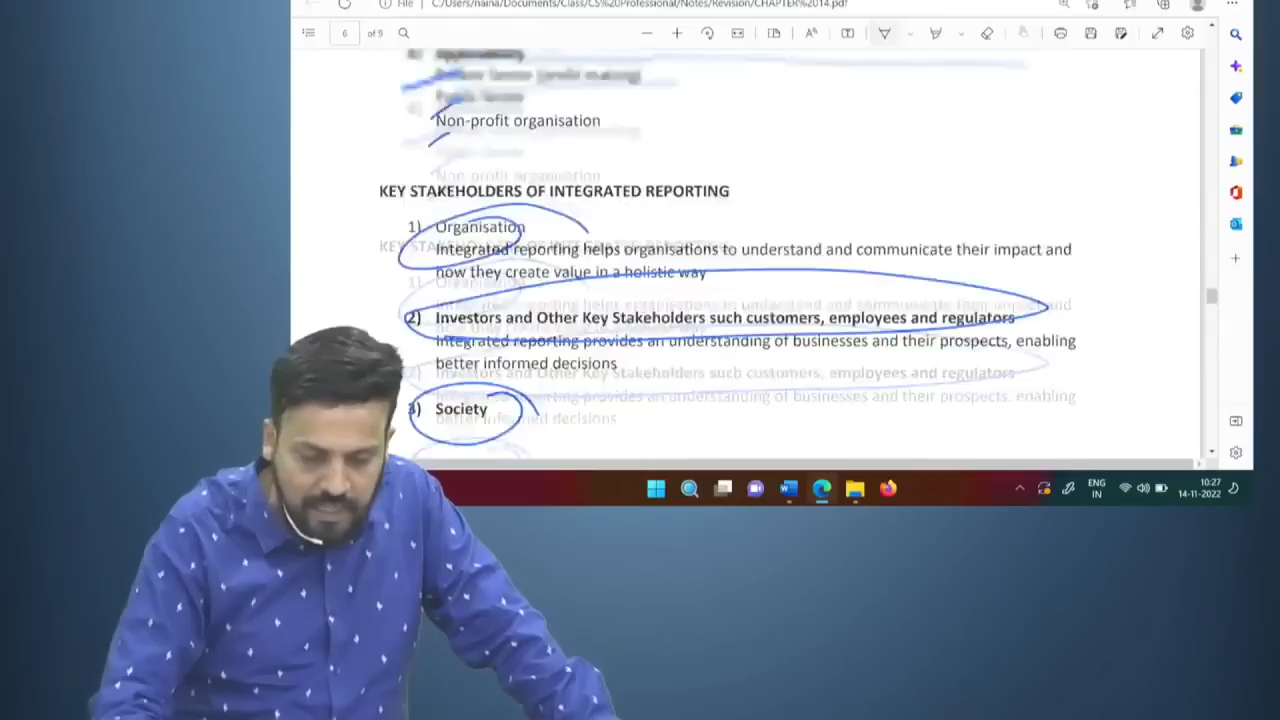 File C:/Users/naina/Documents/Class/CS%20Professional/Notes/Revision/CHAPTER%2014.pdf
6 of 9
Non-profit organisation
KEY STAKEHOLDERS OF INTEGRATED REPORTING
1) Organisation
Integrated reporting helps organisations to understand and communicate their impact and
how they create value in a holistic way
2) Investors and Other Key Stakeholders such customers, employees and regulators
Integrated reporting provides an understanding of businesses and their prospects, enabling
better informed decisions
3) Society
ENG
IN
10:27
14-11-2022